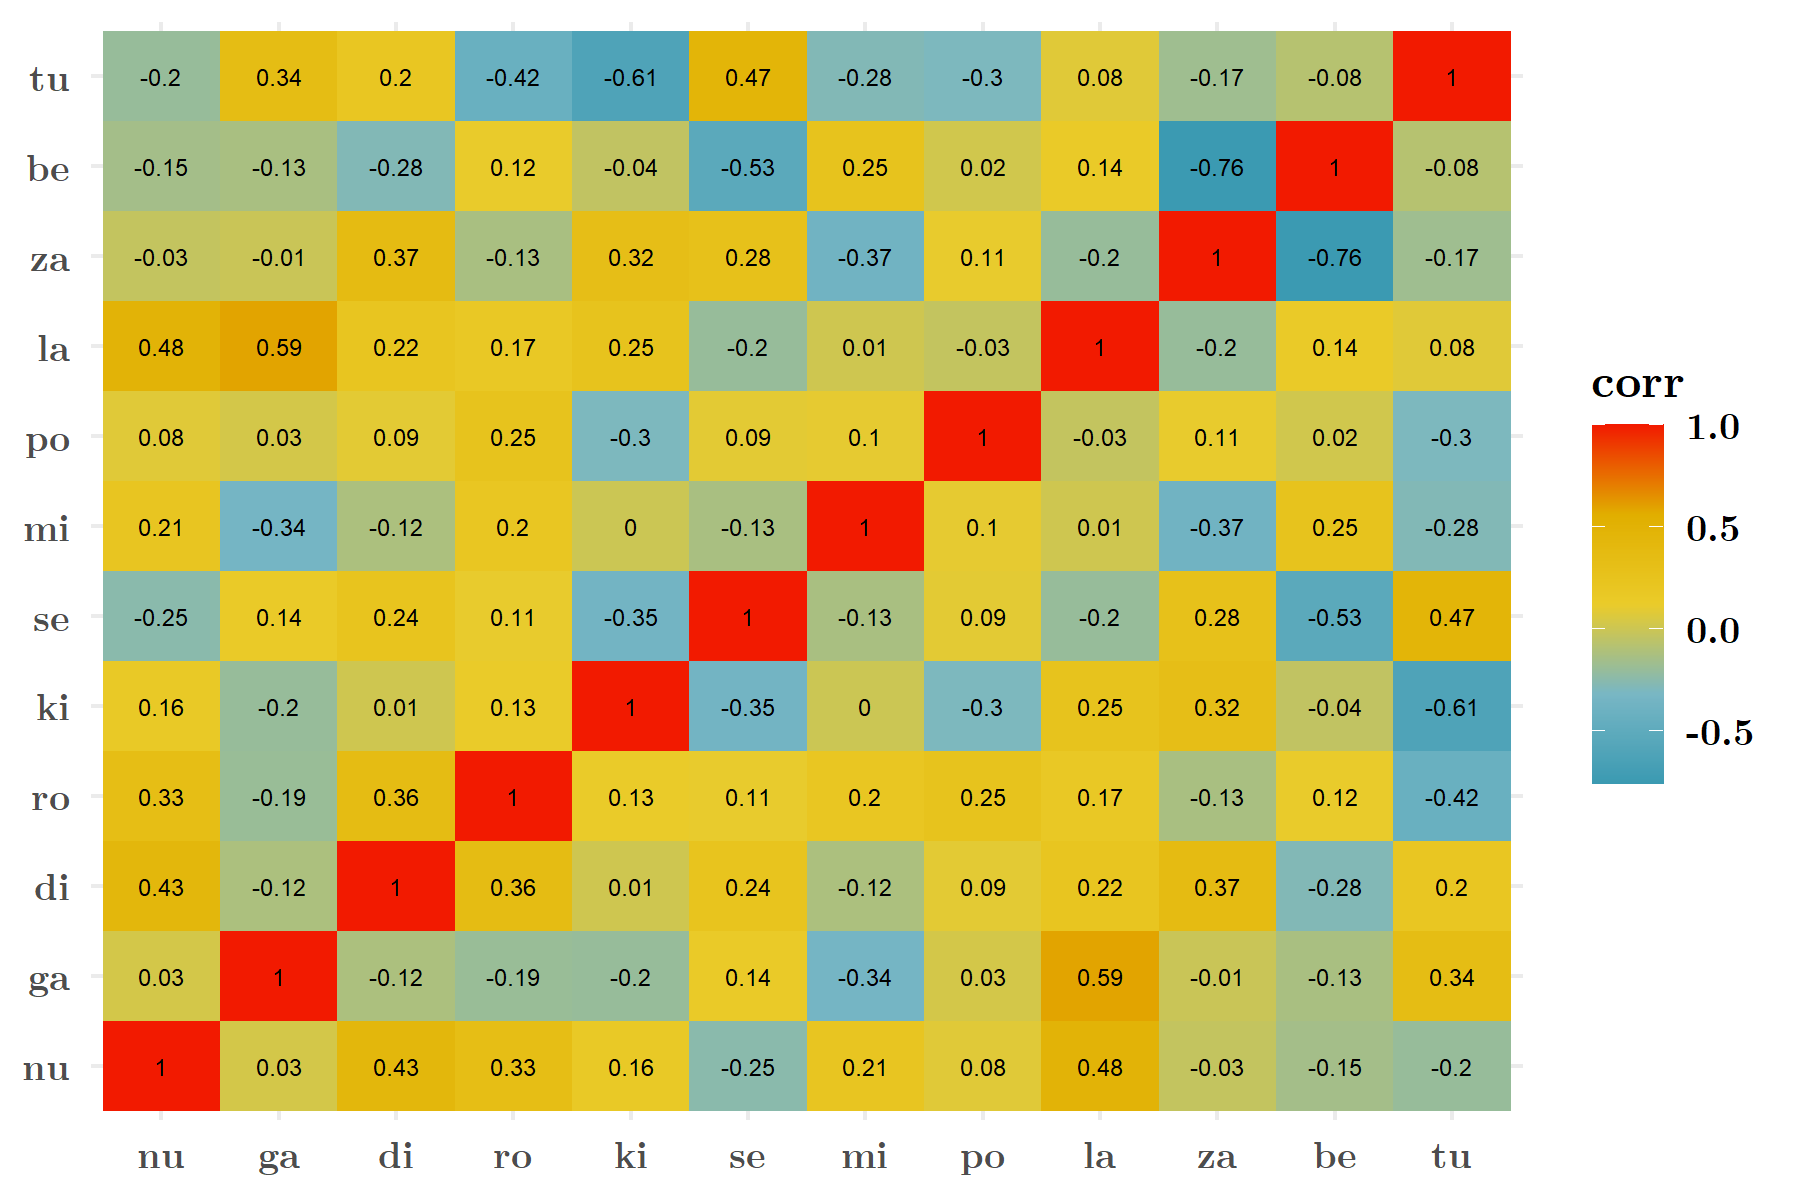 tu -0.2 0.34 0.2 -0.42 -0.61 0.47 -0.28 -0.3 0.08 -0.17 -0.08 1
be -0.15 -0.13 -0.28 0.12 -0.04 -0.53 0.25 0.02 0.14 -0.76 1 -0.08
za -0.03 -0.01 0.37 -0.13 0.32 0.28 -0.37 0.11 -0.2 1 -0.76 -0.17
la 0.48 0.59 0.22 0.17 0.25 -0.2 0.01 -0.03 1 -0.2 0.14 0.08
po 0.08 0.03 0.09 0.25 -0.3 0.09 0.1 1 -0.03 0.11 0.02 -0.3
mi 0.21 -0.34 -0.12 0.2 0 -0.13 1 0.1 0.01 -0.37 0.25 -0.28
se -0.25 0.14 0.24 0.11 -0.35 1 -0.13 0.09 -0.2 0.28 -0.53 0.47
ki 0.16 -0.2 0.01 0.13 1 -0.35 0 -0.3 0.25 0.32 -0.04 -0.61
ro 0.33 -0.19 0.36 1 0.13 0.11 0.2 0.25 0.17 -0.13 0.12 -0.42
di 0.43 -0.12 1 0.36 0.01 0.24 -0.12 0.09 0.22 0.37 -0.28 0.2
ga 0.03 1 -0.12 -0.19 -0.2 0.14 -0.34 0.03 0.59 -0.01 -0.13 0.34
nu 1 0.03 0.43 0.33 0.16 -0.25 0.21 0.08 0.48 -0.03 -0.15 -0.2
nu ga di ro ki se mi po la za be tu
corr
1.0
0.5
0.0
-0.5